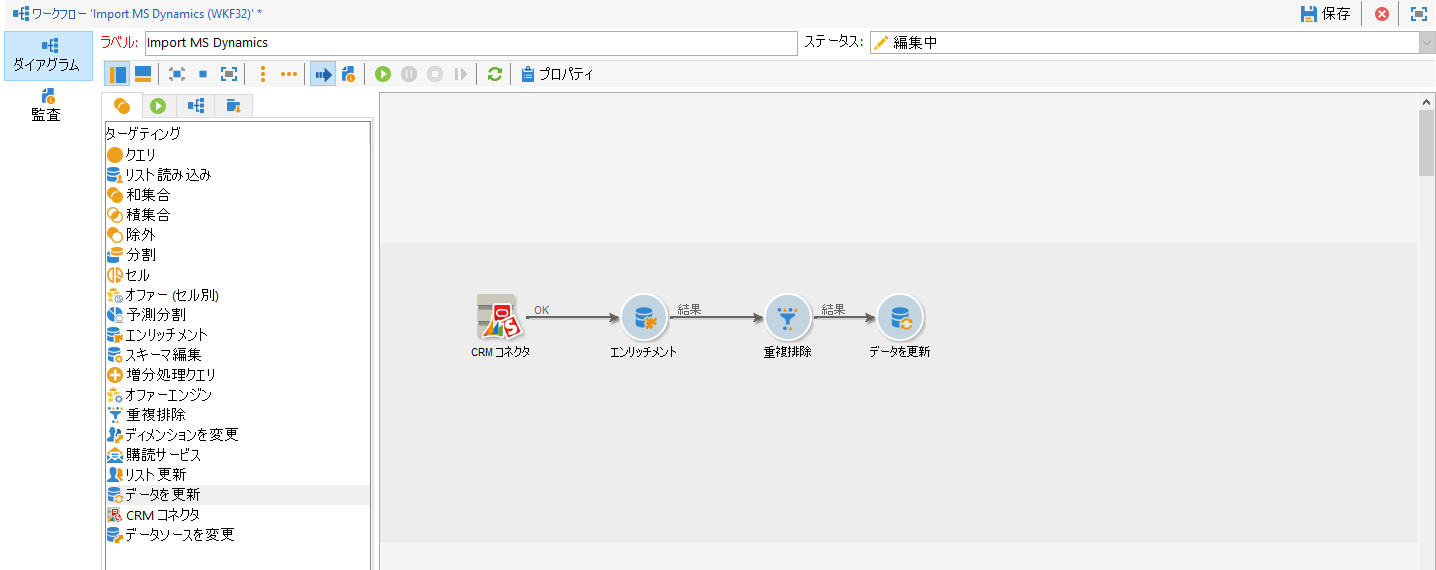 ワークフロー 'Import MS Dynamics (WKF32)' *
保存
ダイアグラム
監査
ラベル: Import MS Dynamics
ステータス: 編集中
プロパティ
ターゲティング
クエリ
リスト読み込み
和集合
積集合
除外
分割
セル
オファー (セル別)
予測分割
エンリッチメント
スキーマ編集
増分処理クエリ
オファーエンジン
重複排除
ディメンションを変更
購読サービス
リスト更新
データを更新
CRM コネクタ
データソースを変更
OK
結果
結果
CRM コネクタ
エンリッチメント
重複排除
データを更新